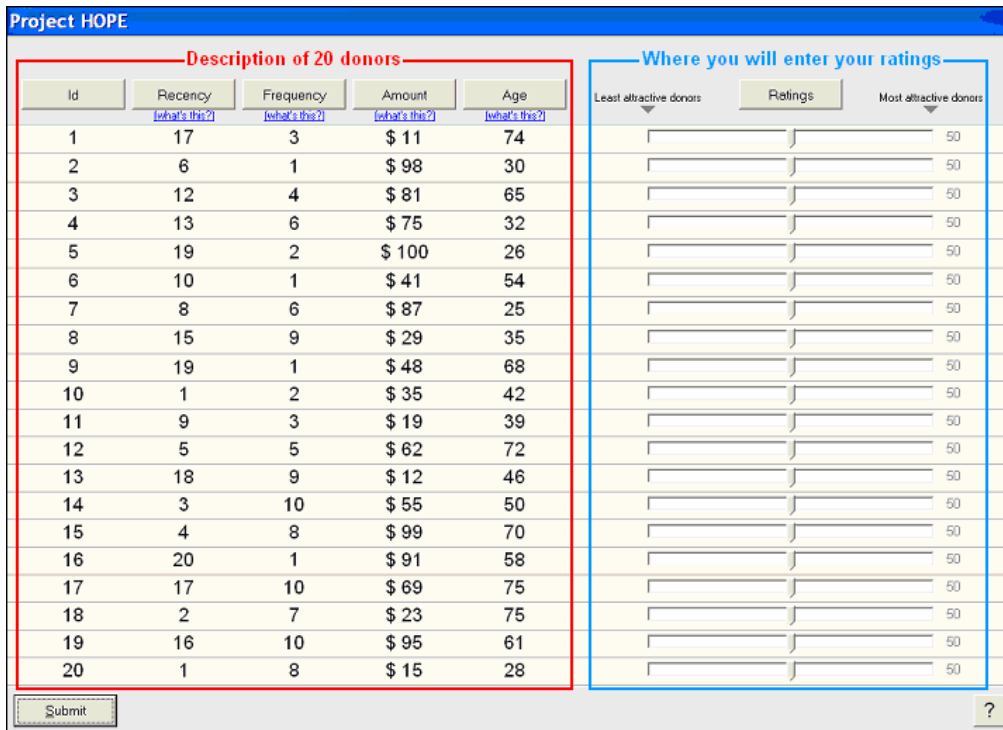 Project HOPE
Description of 20 donors
Where you will enter your ratings
Id Recency Frequency Amount Age Least attractive donors Ratings Most attractive donors
[what's this?] [what's this?] [what's this?] [what's this?]
1 17 3 $ 11 74 50
2 6 1 $ 98 30 50
3 12 4 $ 81 65 50
4 13 6 $ 75 32 50
5 19 2 $ 100 26 50
6 10 1 $ 41 54 50
7 8 6 $ 87 25 50
8 15 9 $ 29 35 50
9 19 1 $ 48 68 50
10 1 2 $ 35 42 50
11 9 3 $ 19 39 50
12 5 5 $ 62 72 50
13 18 9 $ 12 46 50
14 3 10 $ 55 50 50
15 4 8 $ 99 70 50
16 20 1 $ 91 58 50
17 17 10 $ 69 75 50
18 2 7 $ 23 75 50
19 16 10 $ 95 61 50
20 1 8 $ 15 28 50
Submit ?